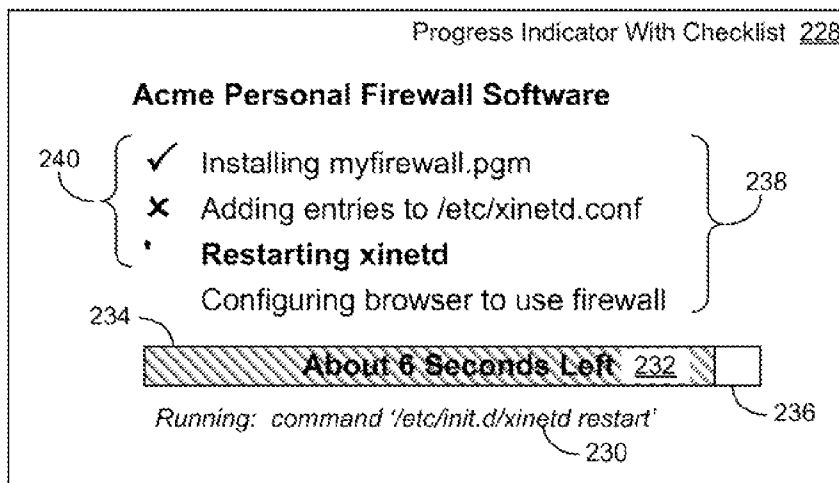 Progress Indicator With Checklist 228
Acme Personal Firewall Software
240
✓ Installing myfirewall.pgm
238
✕ Adding entries to /etc/xinetd.conf
' Restarting xinetd
Configuring browser to use firewall
234
About 6 Seconds Left 232
236
Running: command '/etc/init.d/xinetd restart'
230